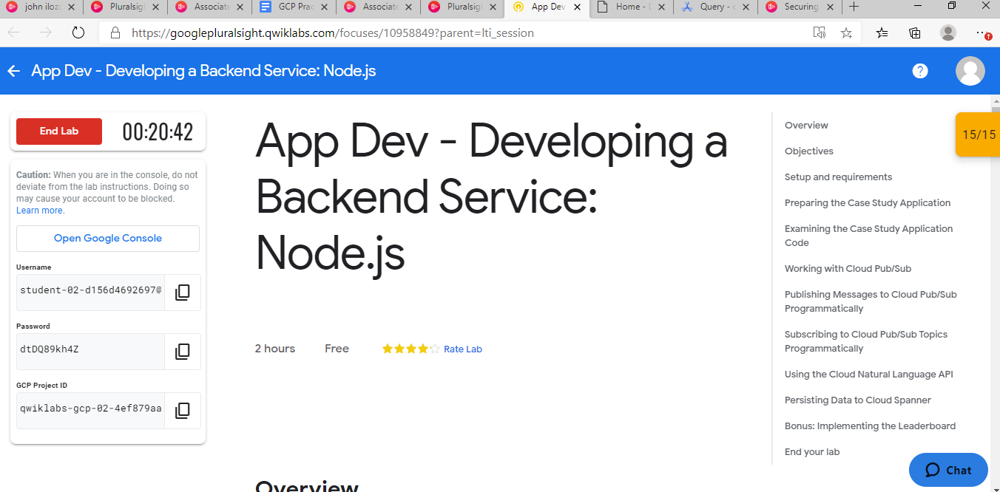 john iloz
Pluralsigh
Associate
GCP Prac
Associate
Pluralsigh
App Dev
Home -
Query -
Securing
https://googlepluralsight.qwiklabs.com/focuses/10958849?parent=lti_session
App Dev - Developing a Backend Service: Node.js
?
End Lab
00:20:42
Caution: When you are in the console, do not
deviate from the lab instructions. Doing so
may cause your account to be blocked.
Learn more.
Open Google Console
Username
student-02-d156d4692697@
Password
dtDQ89kh4Z
GCP Project ID
qwiklabs-gcp-02-4ef879aa
App Dev - Developing a
Backend Service:
Node.js
2 hours
Free
Rate Lab
Overview
Overview
Objectives
Setup and requirements
Preparing the Case Study Application
Examining the Case Study Application
Code
Working with Cloud Pub/Sub
Publishing Messages to Cloud Pub/Sub
Programmatically
Subscribing to Cloud Pub/Sub Topics
Programmatically
Using the Cloud Natural Language API
Persisting Data to Cloud Spanner
Bonus: Implementing the Leaderboard
End your lab
15/15
Chat